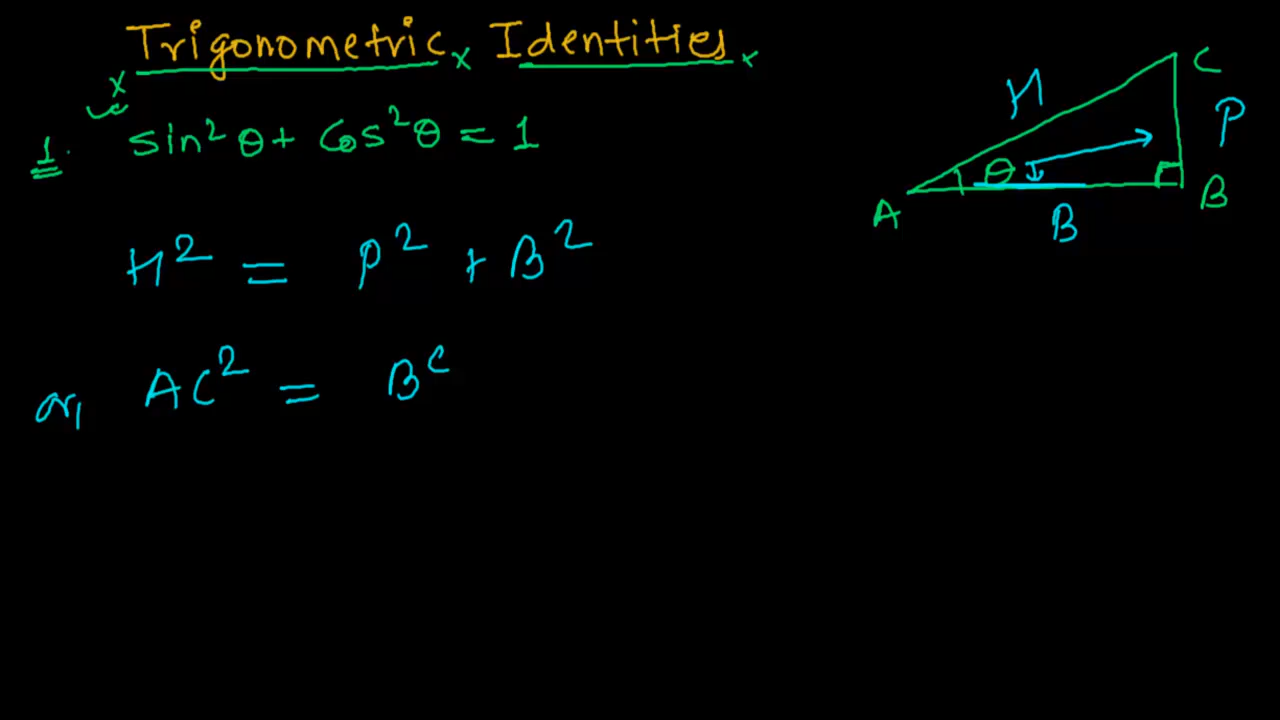 Trigonometric Identities
1. sin²θ + cos²θ = 1
H² = P² + B²
or, AC² = BC
H
C
P
θ
A
B
B